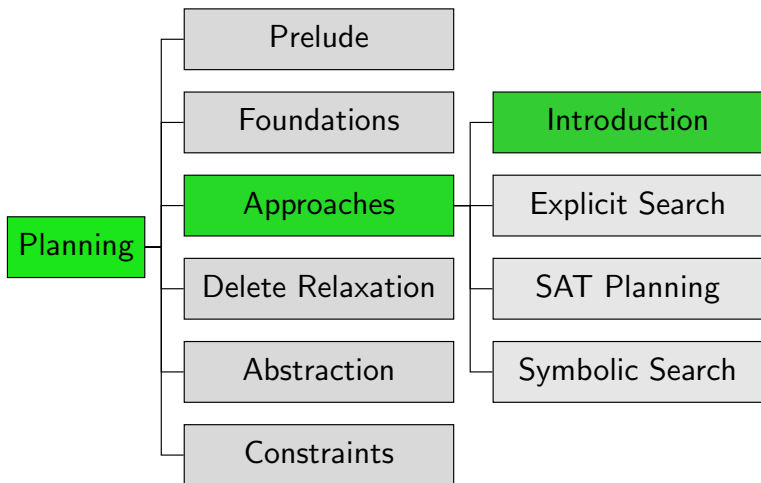 Planning
Prelude
Foundations
Approaches
Delete Relaxation
Abstraction
Constraints
Introduction
Explicit Search
SAT Planning
Symbolic Search